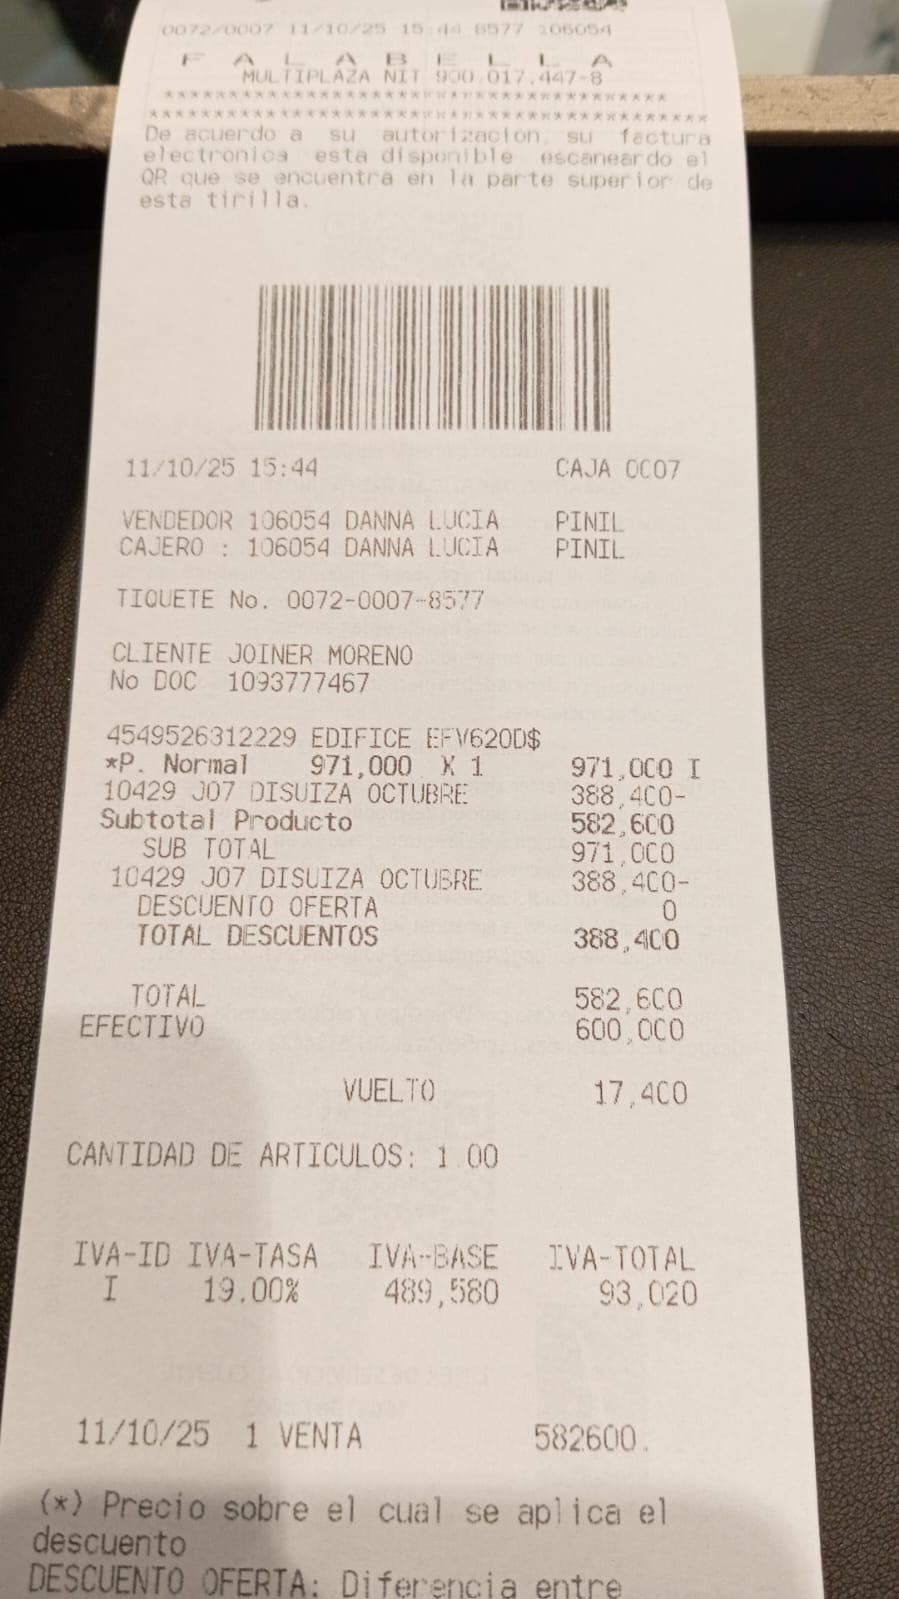 0072/0007 11/10/25 15:44 8577 106054
F A L A B E L L A
MULTIPLAZA NIT 900.017.447-8
****************************************
********************************************
De acuerdo a su autorizacion, su factura
electronica esta disponible escaneardo el
QR que se encuentra en la parte superior de
esta tirilla.
11/10/25 15:44 CAJA 0007
VENDEDOR 106054 DANNA LUCIA PINIL
CAJERO : 106054 DANNA LUCIA PINIL
TIQUETE No. 0072-0007-8577
CLIENTE JOINER MORENO
No DOC 1093777467
4549526312229 EDIFICE EFV620D$
*P. Normal 971,000 X 1 971,000 I
10429 J07 DISUIZA OCTUBRE 388,400-
Subtotal Producto 582,600
SUB TOTAL 971,000
10429 J07 DISUIZA OCTUBRE 388,400-
DESCUENTO OFERTA 0
TOTAL DESCUENTOS 388,400
TOTAL 582,600
EFECTIVO 600,000
VUELTO 17,400
CANTIDAD DE ARTICULOS: 1.00
IVA-ID IVA-TASA IVA-BASE IVA-TOTAL
I 19.00% 489,580 93,020
11/10/25 1 VENTA 582600.
(*) Precio sobre el cual se aplica el
descuento
DESCUENTO OFERTA: Diferencia entre